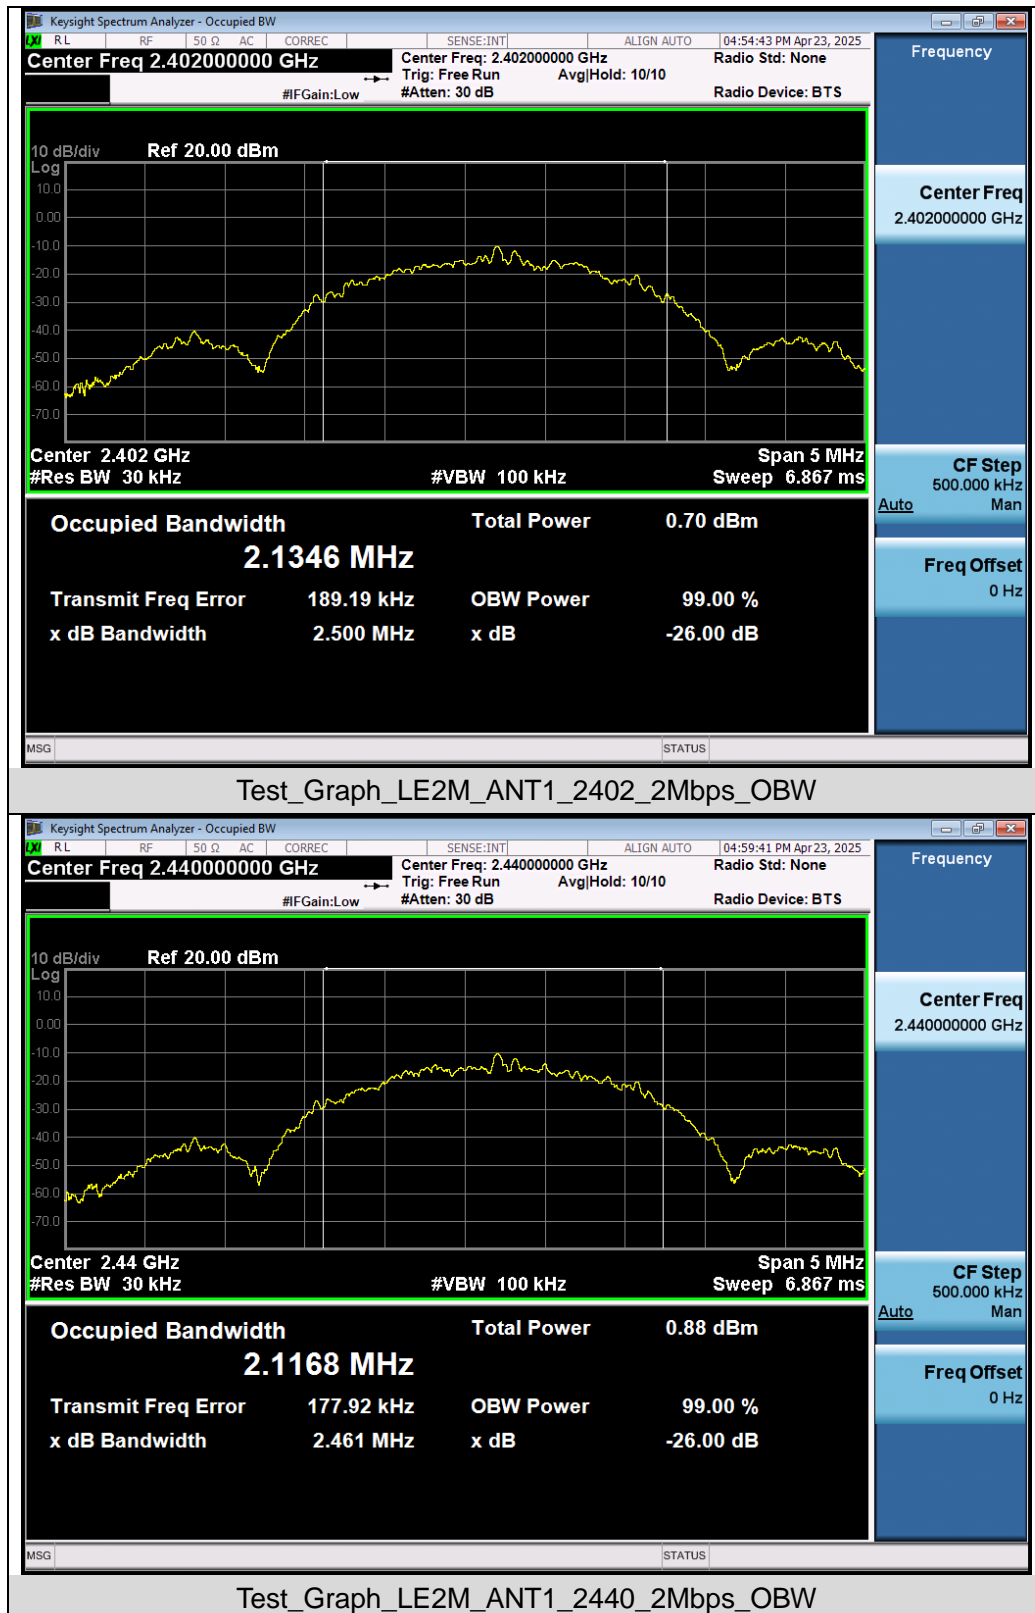 Keysight Spectrum Analyzer - Occupied BW
LXI RL RF 50 Ω AC CORREC SENSE:INT ALIGN AUTO 04:54:43 PM Apr 23, 2025
Center Freq 2.402000000 GHz
Center Freq: 2.402000000 GHz
Radio Std: None
Trig: Free Run Avg|Hold: 10/10
#IFGain:Low
#Atten: 30 dB
Radio Device: BTS
Frequency
10 dB/div Ref 20.00 dBm
Log
10.0
0.00
-10.0
-20.0
-30.0
-40.0
-50.0
-60.0
-70.0
Center Freq
2.402000000 GHz
Center 2.402 GHz
Span 5 MHz
#Res BW 30 kHz
#VBW 100 kHz
Sweep 6.867 ms
CF Step
500.000 kHz
Auto Man
Freq Offset
0 Hz
Occupied Bandwidth
2.1346 MHz
Total Power 0.70 dBm
Transmit Freq Error 189.19 kHz
OBW Power 99.00 %
x dB Bandwidth 2.500 MHz
x dB -26.00 dB
MSG STATUS
Test_Graph_LE2M_ANT1_2402_2Mbps_OBW
Keysight Spectrum Analyzer - Occupied BW
LXI RL RF 50 Ω AC CORREC SENSE:INT ALIGN AUTO 04:59:41 PM Apr 23, 2025
Center Freq 2.440000000 GHz
Center Freq: 2.440000000 GHz
Radio Std: None
Trig: Free Run Avg|Hold: 10/10
#IFGain:Low
#Atten: 30 dB
Radio Device: BTS
Frequency
10 dB/div Ref 20.00 dBm
Log
10.0
0.00
-10.0
-20.0
-30.0
-40.0
-50.0
-60.0
-70.0
Center Freq
2.440000000 GHz
Center 2.44 GHz
Span 5 MHz
#Res BW 30 kHz
#VBW 100 kHz
Sweep 6.867 ms
CF Step
500.000 kHz
Auto Man
Freq Offset
0 Hz
Occupied Bandwidth
2.1168 MHz
Total Power 0.88 dBm
Transmit Freq Error 177.92 kHz
OBW Power 99.00 %
x dB Bandwidth 2.461 MHz
x dB -26.00 dB
MSG STATUS
Test_Graph_LE2M_ANT1_2440_2Mbps_OBW